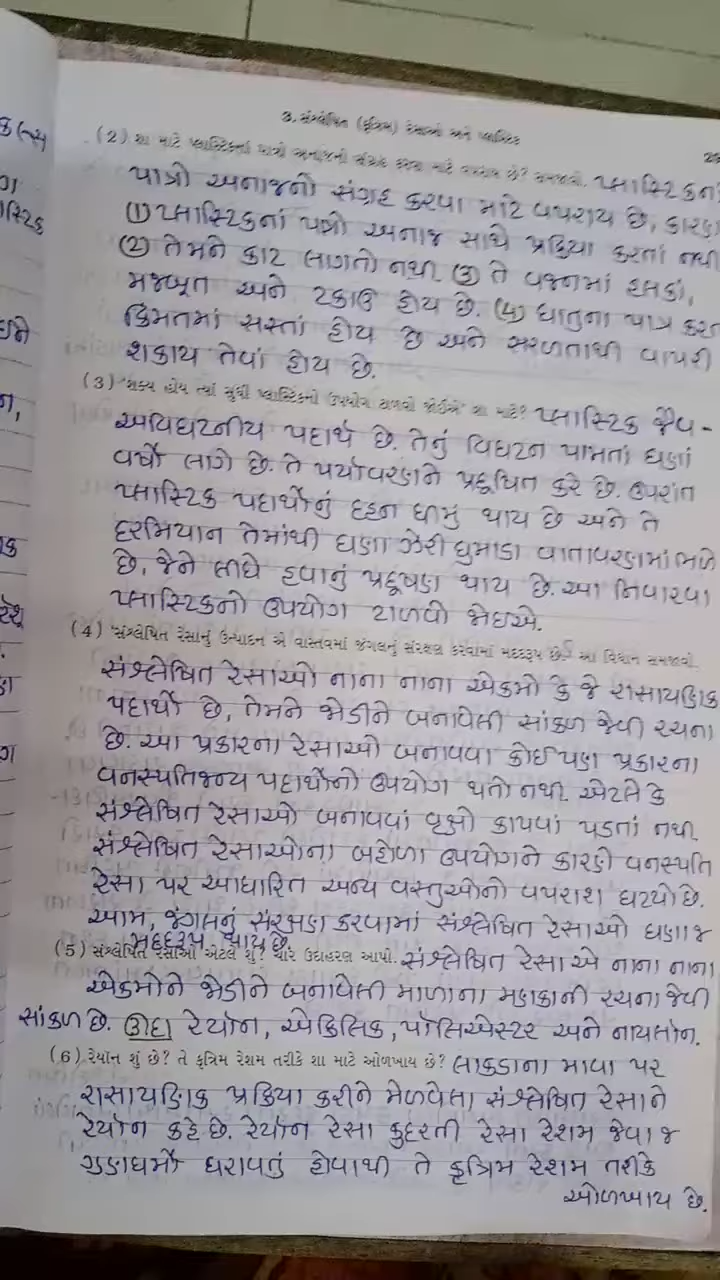 ક લ્સ
ગ
ાસ્ટિક
૩. સંશ્લેષિત (કૃત્રિમ) રેસાઓ અને પ્લાસ્ટિક
(2) શા માટે પ્લાસ્ટિકનાં પાત્રો અનાજનો સંગ્રહ કરવા માટે વપરાય છે? સમજાવો. પ્લાસ્ટિકનાં
પાત્રો અનાજનો સંગ્રહ કરવા માટે વપરાય છે, કારણ
(1) પ્લાસ્ટિકનાં પાત્રો અનાજ સાથે પ્રક્રિયા કરતાં નથી
(2) તેમને કાટ લાગતો નથી. (3) તે વજનમાં હલકાં,
મજબૂત અને ટકાઉ હોય છે. (4) ધાતુના પાત્ર કરત
કિંમતમાં સસ્તાં હોય છે અને સરળતાથી વાપરી
શકાય તેવાં હોય છે.
(3) 'શક્ય હોય ત્યાં સુધી પ્લાસ્ટિકનો ઉપયોગ ટાળવો જોઈએ' શા માટે? પ્લાસ્ટિક જૈવ-
અવિઘટનીય પદાર્થ છે. તેનું વિઘટન પામતાં ઘણાં
વર્ષો લાગે છે. તે પર્યાવરણને પ્રદૂષિત કરે છે. ઉપરાંત
પ્લાસ્ટિક પદાર્થોનું દહન ધીમું થાય છે અને તે
દરમિયાન તેમાંથી ઘણા ઝેરી ધુમાડા વાતાવરણમાં ભળે
છે, જેને લીધે હવાનું પ્રદૂષણ થાય છે. આ નિવારવા
પ્લાસ્ટિકનો ઉપયોગ ટાળવો જોઇએ.
(4) 'સંશ્લેષિત રેસાનું ઉત્પાદન એ વાસ્તવમાં જંગલનું સંરક્ષણ કરવામાં મદદરૂપ છે.' આ વિધાન સમજાવો.
સંશ્લેષિત રેસાઓ નાના નાના એકમો કે જે રાસાયણિક
પદાર્થો છે, તેમને જોડીને બનાવેલી સાંકળ જેવી રચના
છે. આ પ્રકારના રેસાઓ બનાવવા કોઈ પણ પ્રકારના
વનસ્પતિજન્ય પદાર્થોનો ઉપયોગ થતો નથી. એટલે કે
સંશ્લેષિત રેસાઓ બનાવવાં વૃક્ષો કાપવાં પડતાં નથી.
સંશ્લેષિત રેસાઓના બહોળા ઉપયોગને કારણે વનસ્પતિ
રેસા પર આધારિત અન્ય વસ્તુઓનો વપરાશ ઘટ્યો છે.
આમ, જંગલનું સંરક્ષણ કરવામાં સંશ્લેષિત રેસાઓ ઘણા જ
મદદરૂપ થાય છે.
(5) સંશ્લેષિત રેસાઓ એટલે શું? ચાર ઉદાહરણ આપો. સંશ્લેષિત રેસા એ નાના નાના
એકમોને જોડીને બનાવેલી માળાના મણકાની રચના જેવી
સાંકળ છે. ઊદા રેયોન, એક્રિલિક, પૉલિએસ્ટર અને નાયલૉન.
(6) રેયૉન શું છે? તે કૃત્રિમ રેશમ તરીકે શા માટે ઓળખાય છે? લાકડાના માવા પર
રાસાયણિક પ્રક્રિયા કરીને મેળવેલા સંશ્લેષિત રેસાને
રેયૉન કહે છે. રેયૉન રેસા કુદરતી રેસા રેશમ જેવા જ
ગુણધર્મો ધરાવતું હોવાથી તે કૃત્રિમ રેશમ તરીકે
ઓળખાય છે.